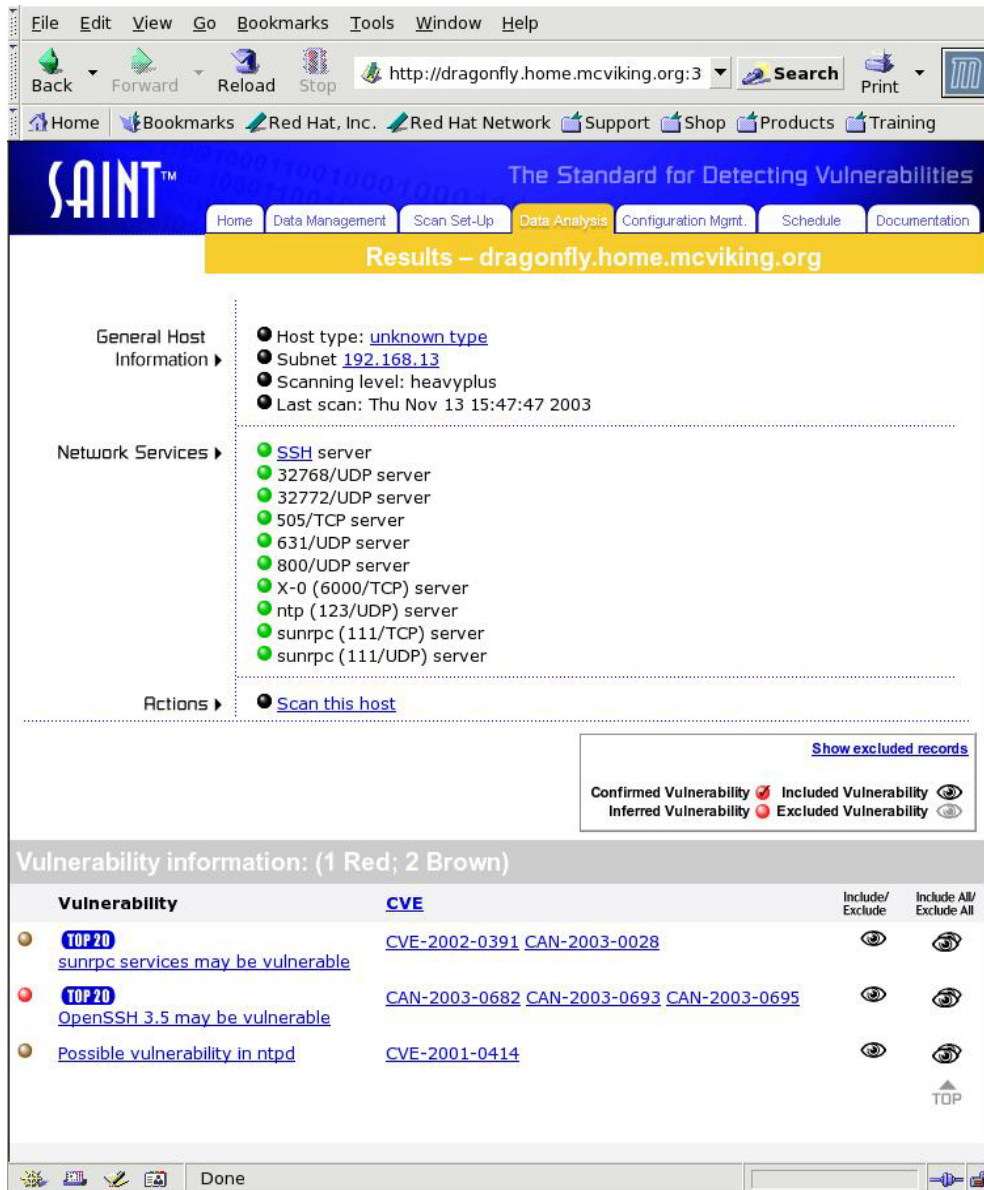 File Edit View Go Bookmarks Tools Window Help
Back Forward Reload Stop http://dragonfly.home.mcviking.org:3 Search Print
Home Bookmarks Red Hat, Inc. Red Hat Network Support Shop Products Training
SAINT™ The Standard for Detecting Vulnerabilities
Home Data Management Scan Set-Up Data Analysis Configuration Mgmt. Schedule Documentation
Results – dragonfly.home.mcviking.org
General Host Information
Host type: unknown type
Subnet 192.168.13
Scanning level: heavyplus
Last scan: Thu Nov 13 15:47:47 2003
Network Services
SSH server
32768/UDP server
32772/UDP server
505/TCP server
631/UDP server
800/UDP server
X-0 (6000/TCP) server
ntp (123/UDP) server
sunrpc (111/TCP) server
sunrpc (111/UDP) server
Actions
Scan this host
Show excluded records
Confirmed Vulnerability Included Vulnerability
Inferred Vulnerability Excluded Vulnerability
Vulnerability information: (1 Red; 2 Brown)
Vulnerability CVE Include/Exclude Include All/Exclude All
TOP 20
sunrpc services may be vulnerable CVE-2002-0391 CAN-2003-0028
TOP 20
OpenSSH 3.5 may be vulnerable CAN-2003-0682 CAN-2003-0693 CAN-2003-0695
Possible vulnerability in ntpd CVE-2001-0414
TOP
Done